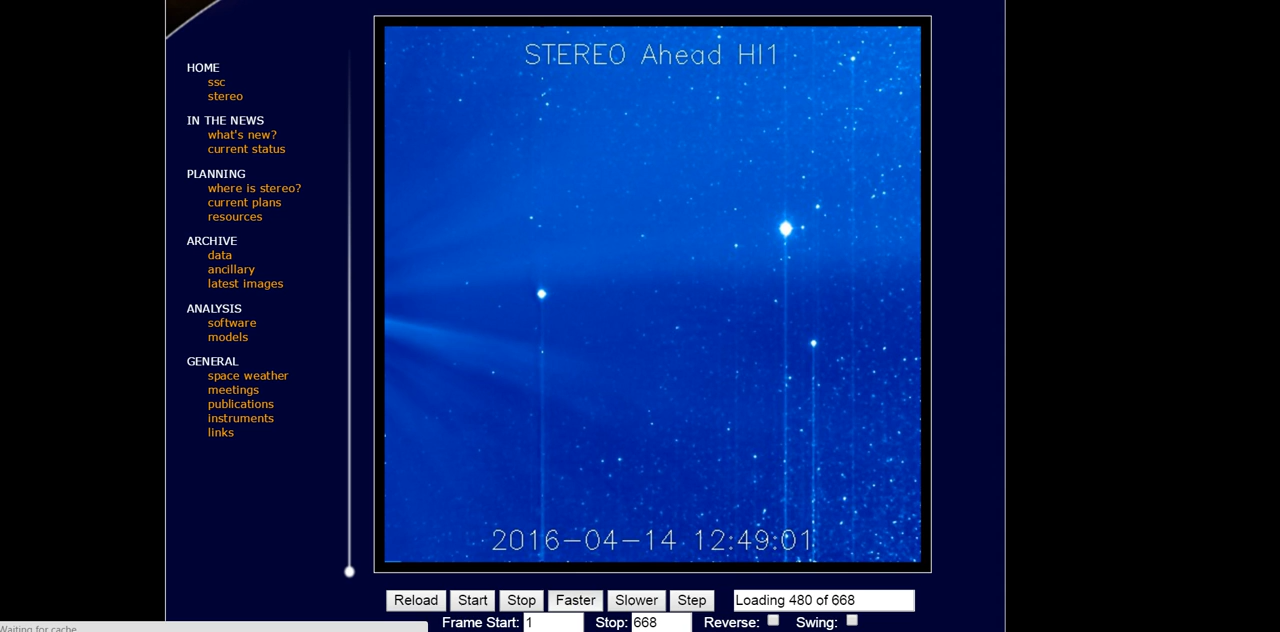 STEREO Ahead HI1
HOME
ssc
stereo
IN THE NEWS
what's new?
current status
PLANNING
where is stereo?
current plans
resources
ARCHIVE
data
ancillary
latest images
ANALYSIS
software
models
GENERAL
space weather
meetings
publications
instruments
links
2016-04-14 12:49:01
Reload Start Stop Faster Slower Step Loading 480 of 668
Frame Start: 1 Stop: 668 Reverse: Swing:
Waiting for cache